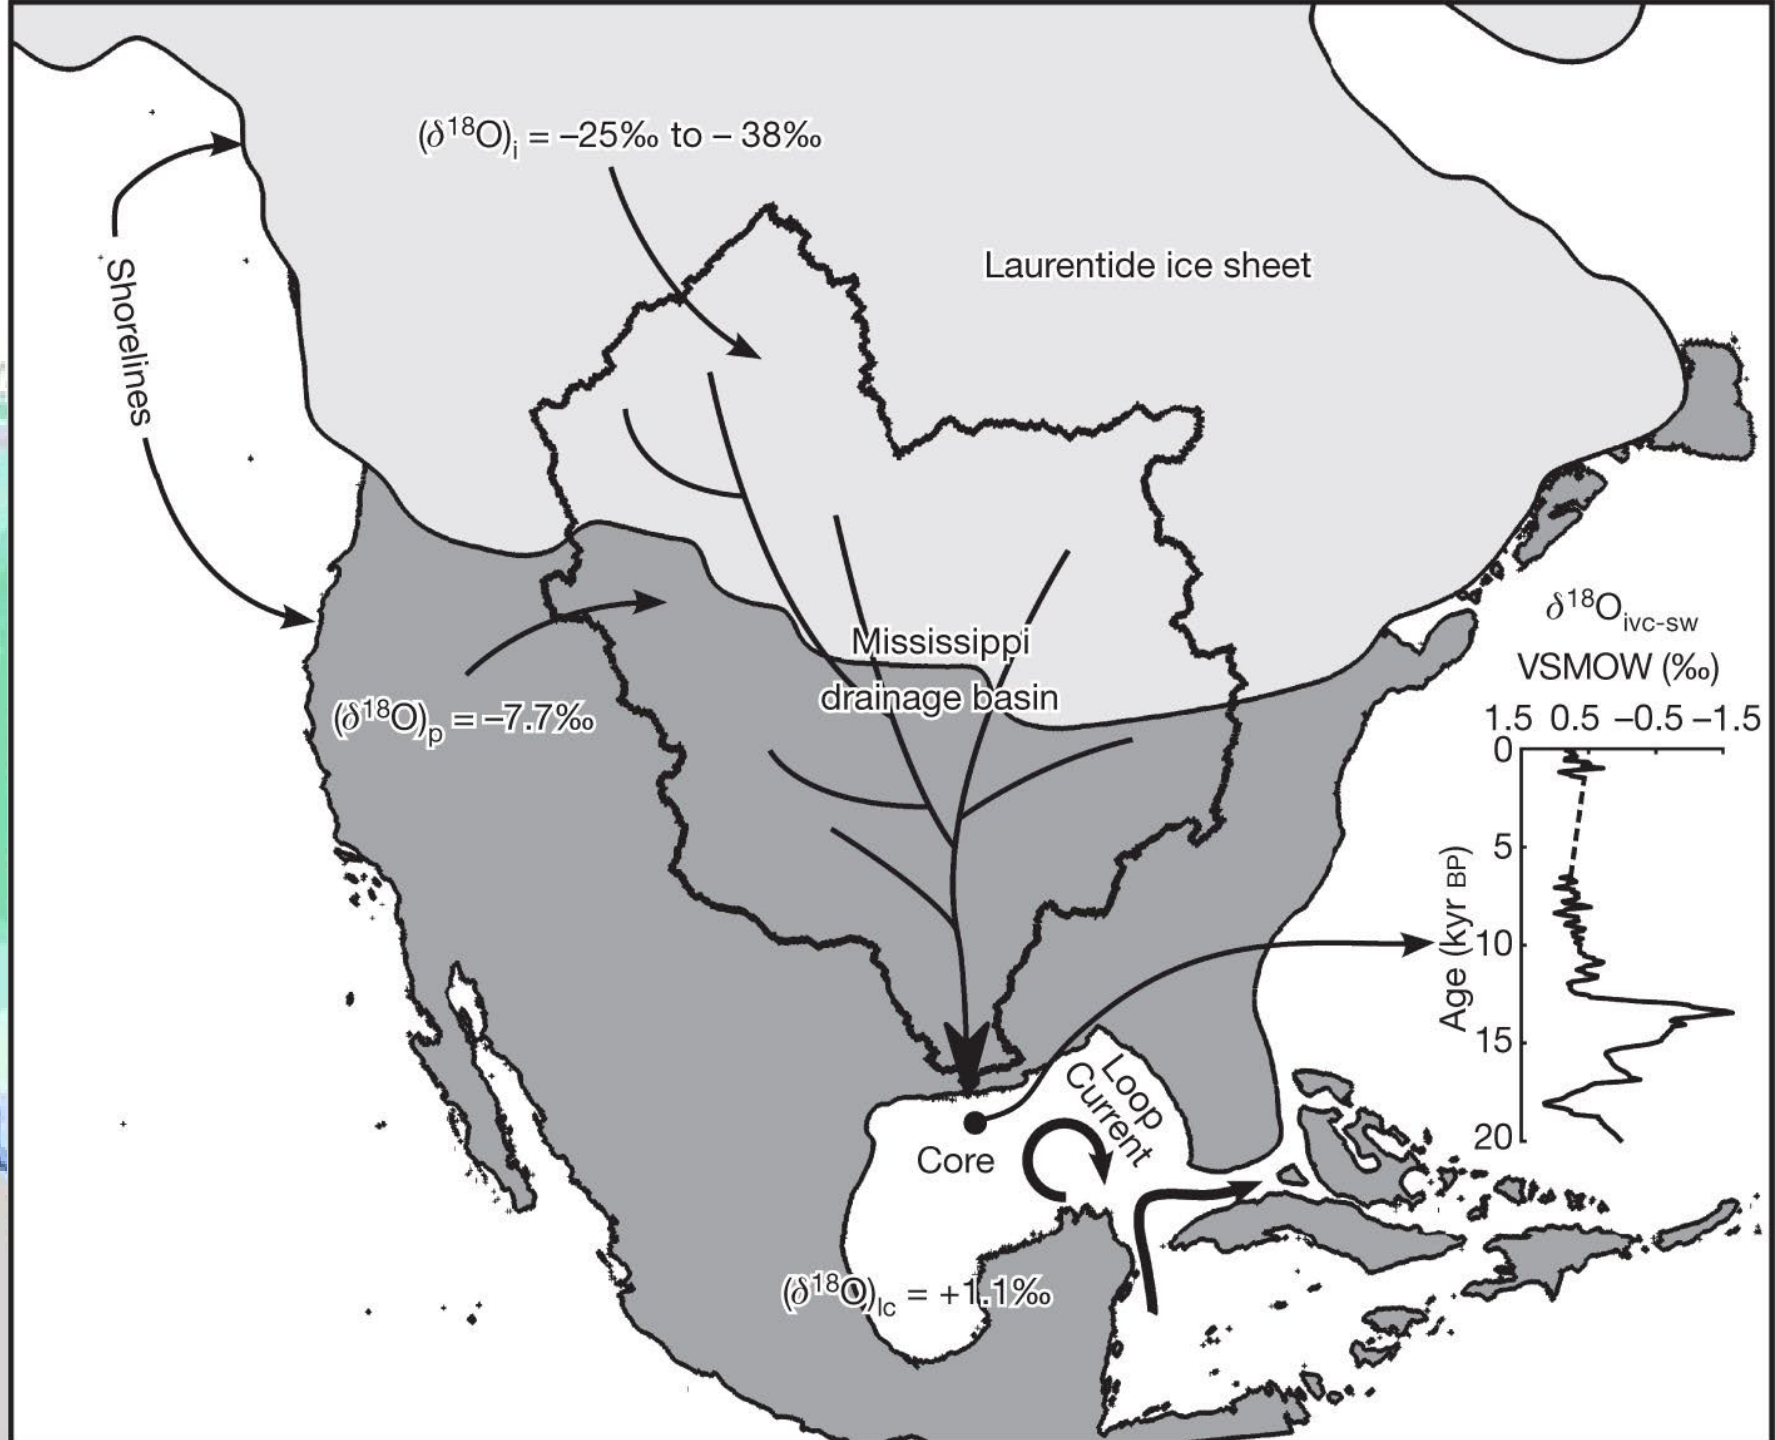 (δ¹⁸O)ᵢ = –25‰ to – 38‰
Laurentide ice sheet
Shorelines
δ¹⁸Oivc-sw
VSMOW (‰)
1.5 0.5 –0.5 –1.5
Mississippi
drainage basin
(δ¹⁸O)p = –7.7‰
0
5
10
15
20
Age (kyr BP)
Loop
Current
Core
(δ¹⁸O)lc = +1.1‰